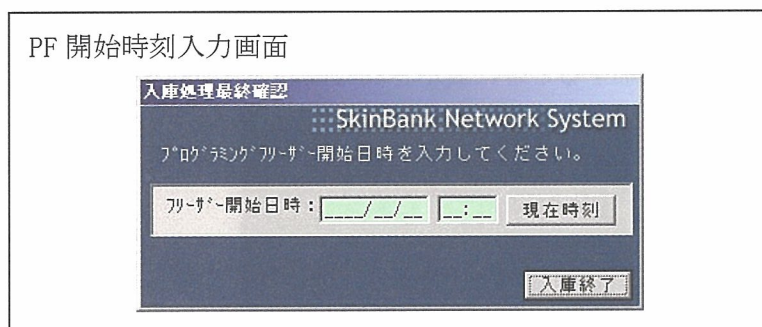 PF 開始時刻入力画面
入庫処理最終確認
SkinBank Network System
ﾌﾟﾛｸﾞﾗﾐﾝｸﾞﾌﾘｰｻﾞｰ開始日時を入力してください。
ﾌﾘｰｻﾞｰ開始日時：____/__/__ __:__ 現在時刻
入庫終了